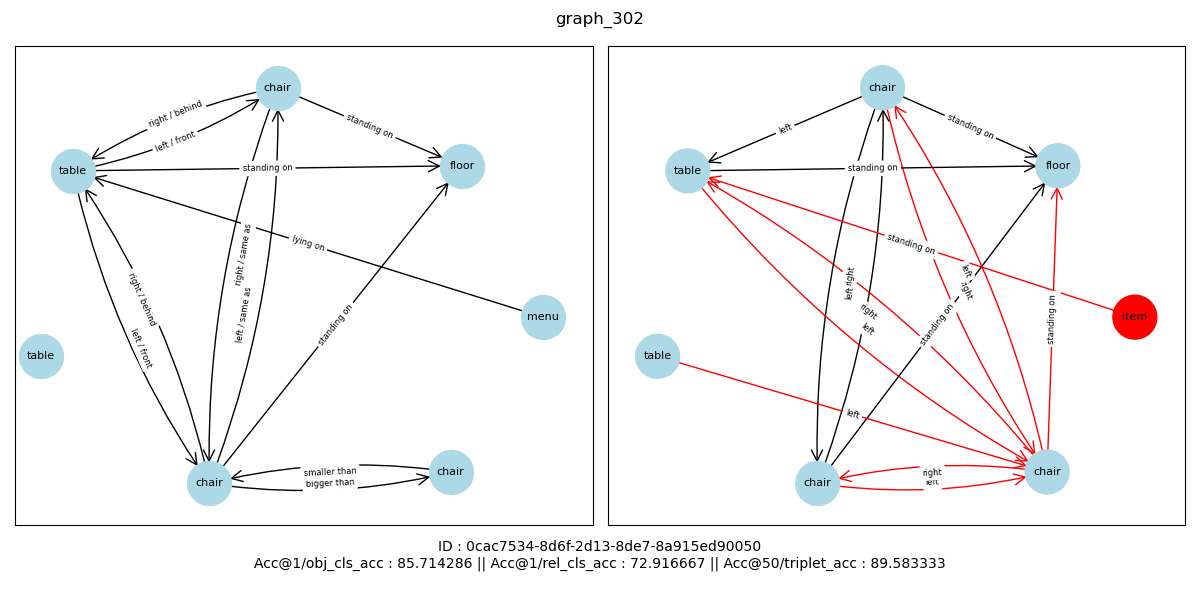 graph_302
chair
right / behind
left / front
standing on
table
standing on
floor
right / same as
lying on
right / behind
left / same as
left / front
standing on
menu
table
smaller than
bigger than
chair
chair
chair
left
standing on
table
standing on
floor
standing on
left
right
left
right
right
left
standing on
standing on
item
table
left
right
left
chair
chair
ID : 0cac7534-8d6f-2d13-8de7-8a915ed90050
Acc@1/obj_cls_acc : 85.714286 || Acc@1/rel_cls_acc : 72.916667 || Acc@50/triplet_acc : 89.583333